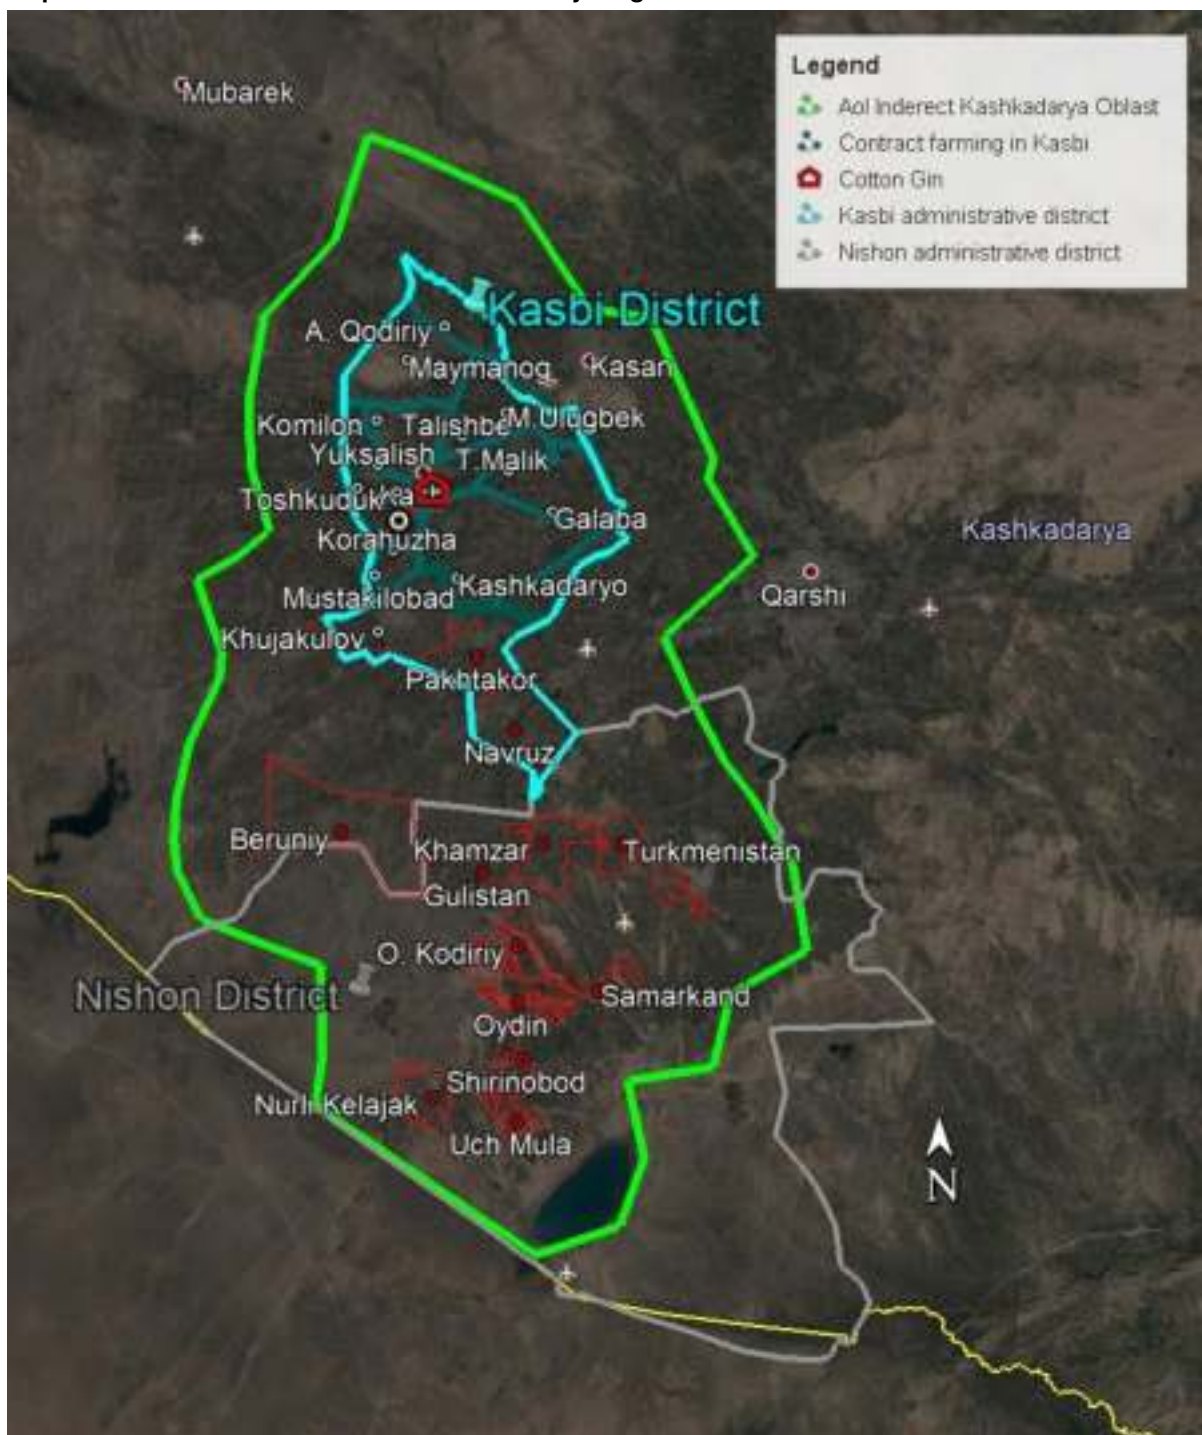 Mubarek
Legend
AoI Inderect Kashkadarya Oblast
Contract farming in Kasbi
Cotton Gin
Kasbi administrative district
Nishon administrative district
Kasbi District
A. Qodiriy
Maymanoq
Kasan
Komilon
Talishbe
M.Ulugbek
Yuksalish
T.Malik
Toshkuduk
Galaba
Kashkadarya
Korahuzha
Qarshi
Mustakilobad
Kashkadaryo
Khujakulov
Pakhtakor
Navruz
Beruniy
Khamzar
Turkmenistan
Gulistan
O. Kodiriy
Nishon District
Samarkand
Oydin
Shirinobod
Nurli Kelajak
Uch Mula
N